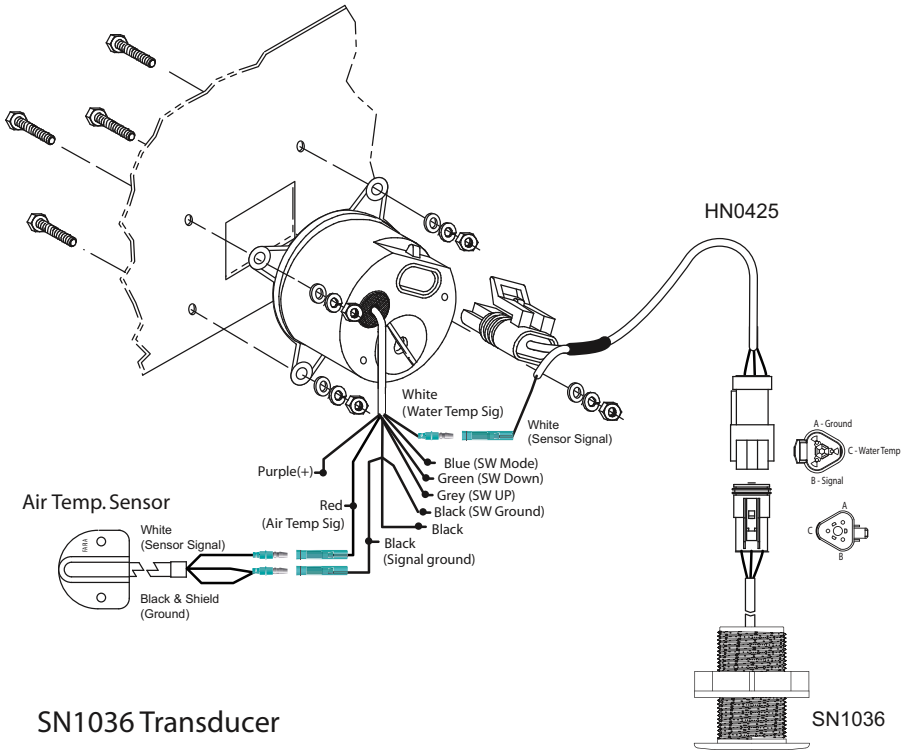 HN0425
A - Ground
C - Water Temp
B - Signal
A
C
B
White
(Water Temp Sig)
White
(Sensor Signal)
Purple(+)
Blue (SW Mode)
Green (SW Down)
Grey (SW UP)
Black (SW Ground)
Black
Red
(Air Temp Sig)
Black
(Signal ground)
Air Temp. Sensor
White
(Sensor Signal)
FARIA
Black & Shield
(Ground)
SN1036 Transducer
SN1036